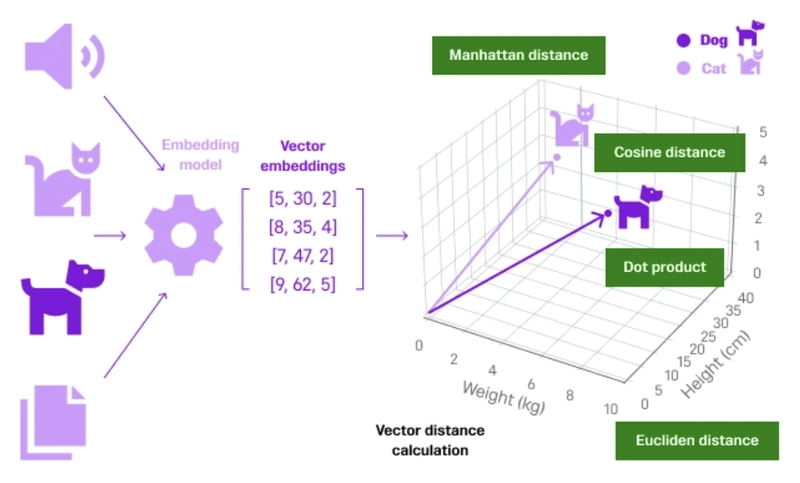 Manhattan distance
Dog
Cat
Embedding
model
Vector
embeddings
[5, 30, 2]
[8, 35, 4]
[7, 47, 2]
[9, 62, 5]
Cosine distance
Dot product
5
4
3
2
1
0
0
2
4
6
8
10
Weight (kg)
0
5
10
15
20
25
30
35
40
Height (cm)
Vector distance
calculation
Eucliden distance